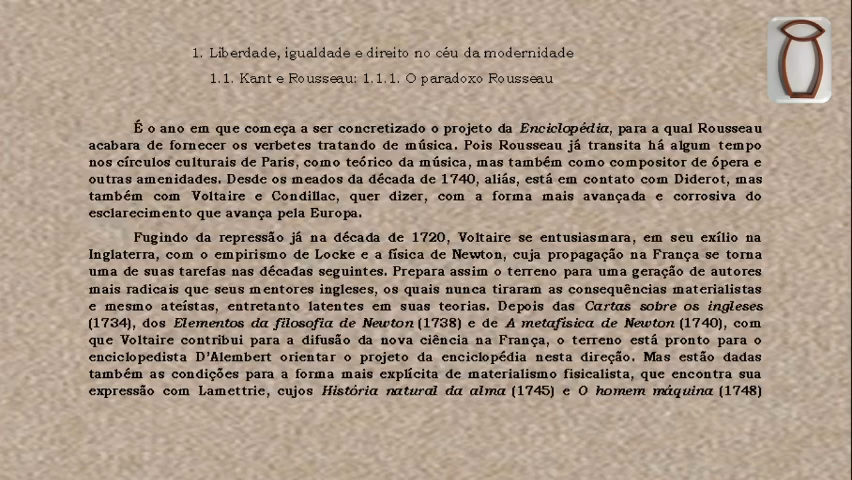 1. Liberdade, igualdade e direito no céu da modernidade
1.1. Kant e Rousseau: 1.1.1. O paradoxo Rousseau
É o ano em que começa a ser concretizado o projeto da Enciclopédia, para a qual Rousseau
acabara de fornecer os verbetes tratando de música. Pois Rousseau já transita há algum tempo
nos círculos culturais de Paris, como teórico da música, mas também como compositor de ópera e
outras amenidades. Desde os meados da década de 1740, aliás, está em contato com Diderot, mas
também com Voltaire e Condillac, quer dizer, com a forma mais avançada e corrosiva do
esclarecimento que avança pela Europa.
Fugindo da repressão já na década de 1720, Voltaire se entusiasmara, em seu exílio na
Inglaterra, com o empirismo de Locke e a física de Newton, cuja propagação na França se torna
uma de suas tarefas nas décadas seguintes. Prepara assim o terreno para uma geração de autores
mais radicais que seus mentores ingleses, os quais nunca tiraram as consequências materialistas
e mesmo ateístas, entretanto latentes em suas teorias. Depois das Cartas sobre os ingleses
(1734), dos Elementos da filosofia de Newton (1738) e de A metafísica de Newton (1740), com
que Voltaire contribui para a difusão da nova ciência na França, o terreno está pronto para o
enciclopedista D'Alembert orientar o projeto da enciclopédia nesta direção. Mas estão dadas
também as condições para a forma mais explícita de materialismo fisicalista, que encontra sua
expressão com Lamettrie, cujos História natural da alma (1745) e O homem máquina (1748)